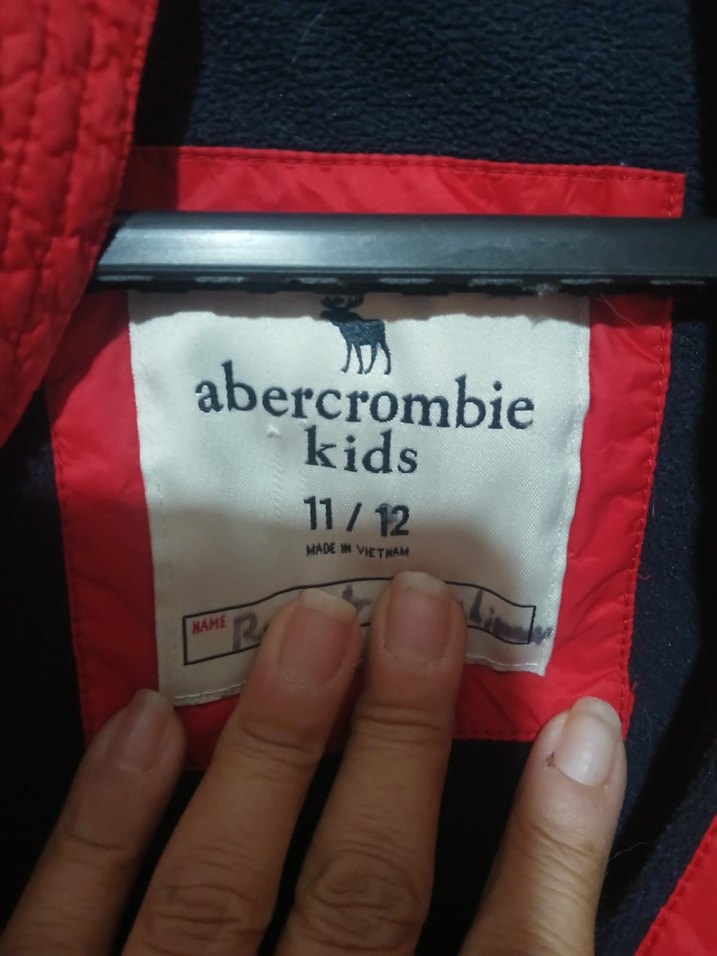 abercrombie
kids
11 / 12
MADE IN VIETNAM
NAME